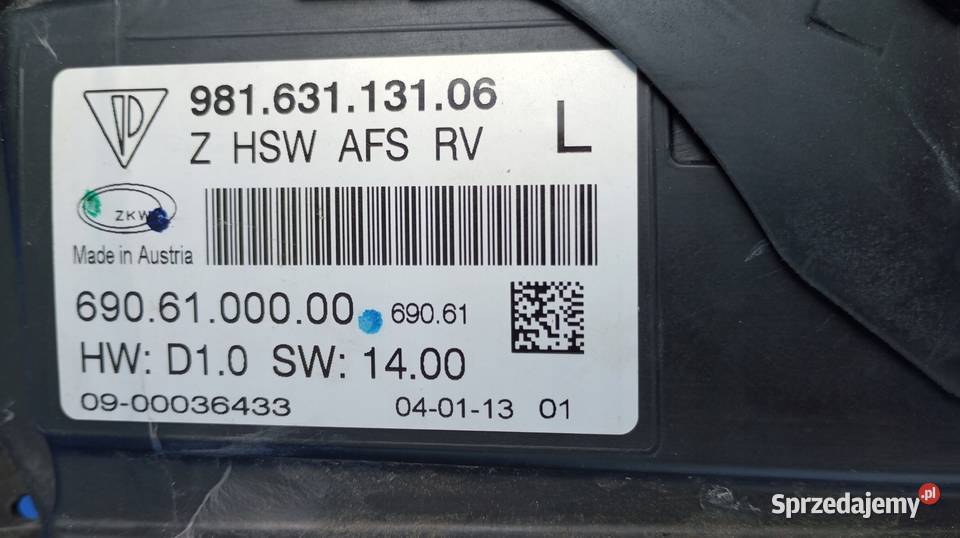 981.631.131.06
Z HSW AFS RV L
ZKW
Made in Austria
690.61.000.00 690.61
HW: D1.0 SW: 14.00
09-00036433 04-01-13 01
Sprzedajemy.pl